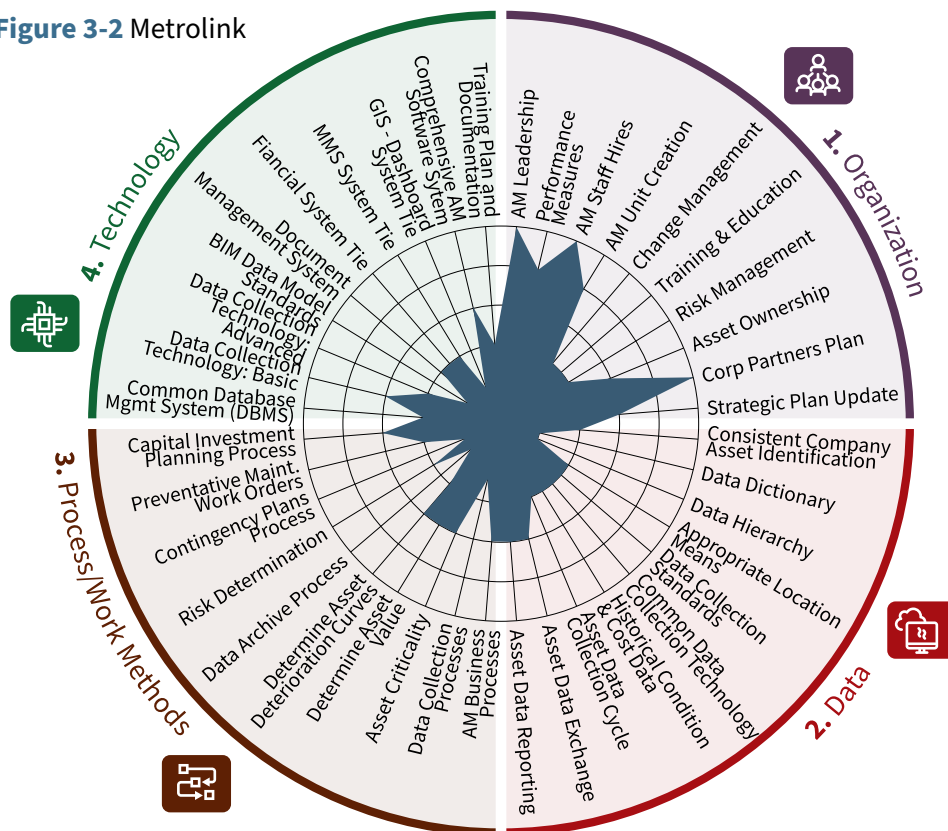 Figure 3-2 Metrolink
1. Organization
AM Leadership
Performance
Measures
AM Staff Hires
AM Unit Creation
Change Management
Training & Education
Risk Management
Asset Ownership
Corp Partners Plan
Strategic Plan Update
2. Data
Consistent Company
Asset Identification
Data Dictionary
Data Hierarchy
Appropriate Location
Means
Data Collection
Standards
Common Data
Collection Technology
Historical Condition
& Cost Data
Asset Data
Collection Cycle
Asset Data Exchange
Asset Data Reporting
3. Process/Work Methods
AM Business
Processes
Data Collection
Processes
Asset Criticality
Determine Asset
Value
Determine Asset
Deterioration Curves
Data Archive Process
Risk Determination
Contingency Plans
Process
Preventative Maint.
Work Orders
Capital Investment
Planning Process
4. Technology
Common Database
Mgmt System (DBMS)
Data Collection
Technology: Basic
Data Collection
Technology:
Advanced
BIM Data Model
Standards
Document
Management System
Fiancial System Tie
MMS System Tie
GIS - Dashboard
System Tie
Comprehensive AM
Software Sytem
Training Plan and
Documentation